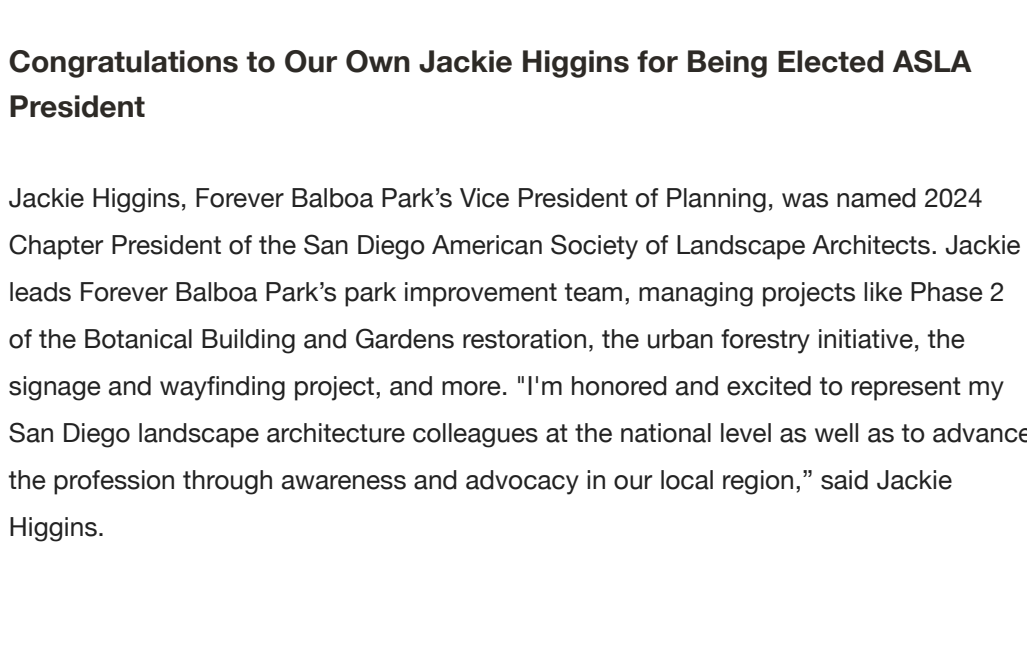 Congratulations to Our Own Jackie Higgins for Being Elected ASLA
President
Jackie Higgins, Forever Balboa Park’s Vice President of Planning, was named 2024
Chapter President of the San Diego American Society of Landscape Architects. Jackie
leads Forever Balboa Park’s park improvement team, managing projects like Phase 2
of the Botanical Building and Gardens restoration, the urban forestry initiative, the
signage and wayfinding project, and more. "I'm honored and excited to represent my
San Diego landscape architecture colleagues at the national level as well as to advance
the profession through awareness and advocacy in our local region,” said Jackie
Higgins.